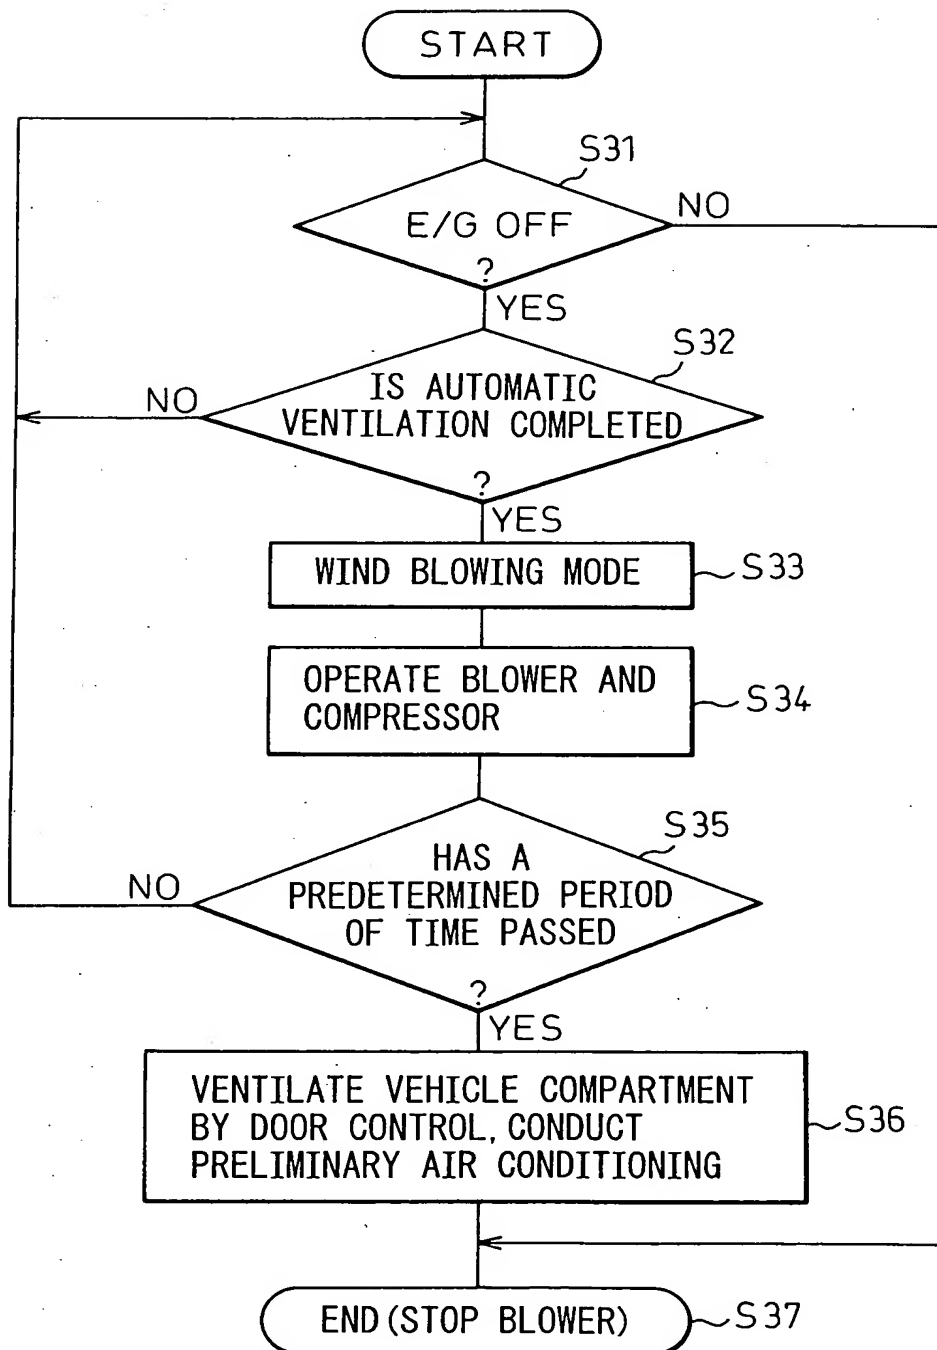 START
S31
E/G OFF
?
NO
YES
S32
IS AUTOMATIC
VENTILATION COMPLETED
?
NO
YES
WIND BLOWING MODE
S33
OPERATE BLOWER AND
COMPRESSOR
S34
S35
HAS A
PREDETERMINED PERIOD
OF TIME PASSED
?
NO
YES
VENTILATE VEHICLE COMPARTMENT
BY DOOR CONTROL, CONDUCT
PRELIMINARY AIR CONDITIONING
S36
END (STOP BLOWER)
S37